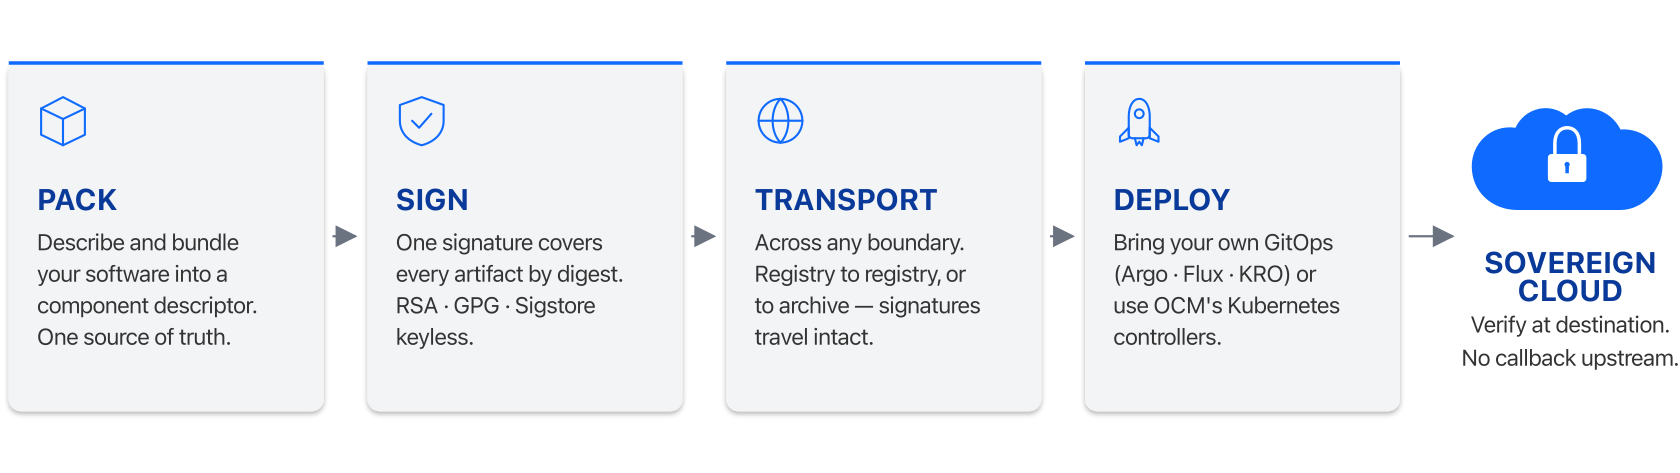 PACK
Describe and bundle
your software into a
component descriptor.
One source of truth.
SIGN
One signature covers
every artifact by digest.
RSA · GPG · Sigstore
keyless.
TRANSPORT
Across any boundary.
Registry to registry, or
to archive — signatures
travel intact.
DEPLOY
Bring your own GitOps
(Argo · Flux · KRO) or
use OCM's Kubernetes
controllers.
SOVEREIGN
CLOUD
Verify at destination.
No callback upstream.